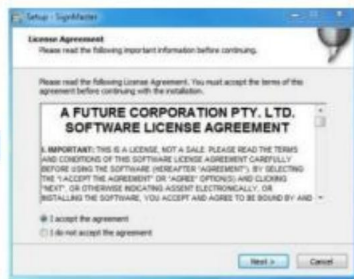 Setup - SignMaster
License Agreement
Please read the following important information before continuing.
Please read the following License Agreement. You must accept the terms of this
agreement before continuing with the installation.
A FUTURE CORPORATION PTY. LTD.
SOFTWARE LICENSE AGREEMENT
I. IMPORTANT: THIS IS A LICENSE, NOT A SALE. PLEASE READ THE TERMS
AND CONDITIONS OF THIS SOFTWARE LICENSE AGREEMENT CAREFULLY
BEFORE USING THE SOFTWARE (HEREAFTER "AGREEMENT"). BY SELECTING
THE "I ACCEPT THE AGREEMENT" OR "AGREE" OPTION(S) AND CLICKING
"NEXT", OR OTHERWISE INDICATING ASSENT ELECTRONICALLY, OR
INSTALLING THE SOFTWARE, YOU ACCEPT AND AGREE TO BE BOUND BY AND
I accept the agreement
I do not accept the agreement
Next >
Cancel